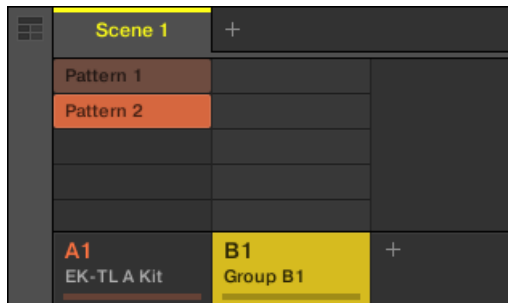 Scene 1 +
Pattern 1
Pattern 2
A1 B1 +
EK-TL A Kit Group B1